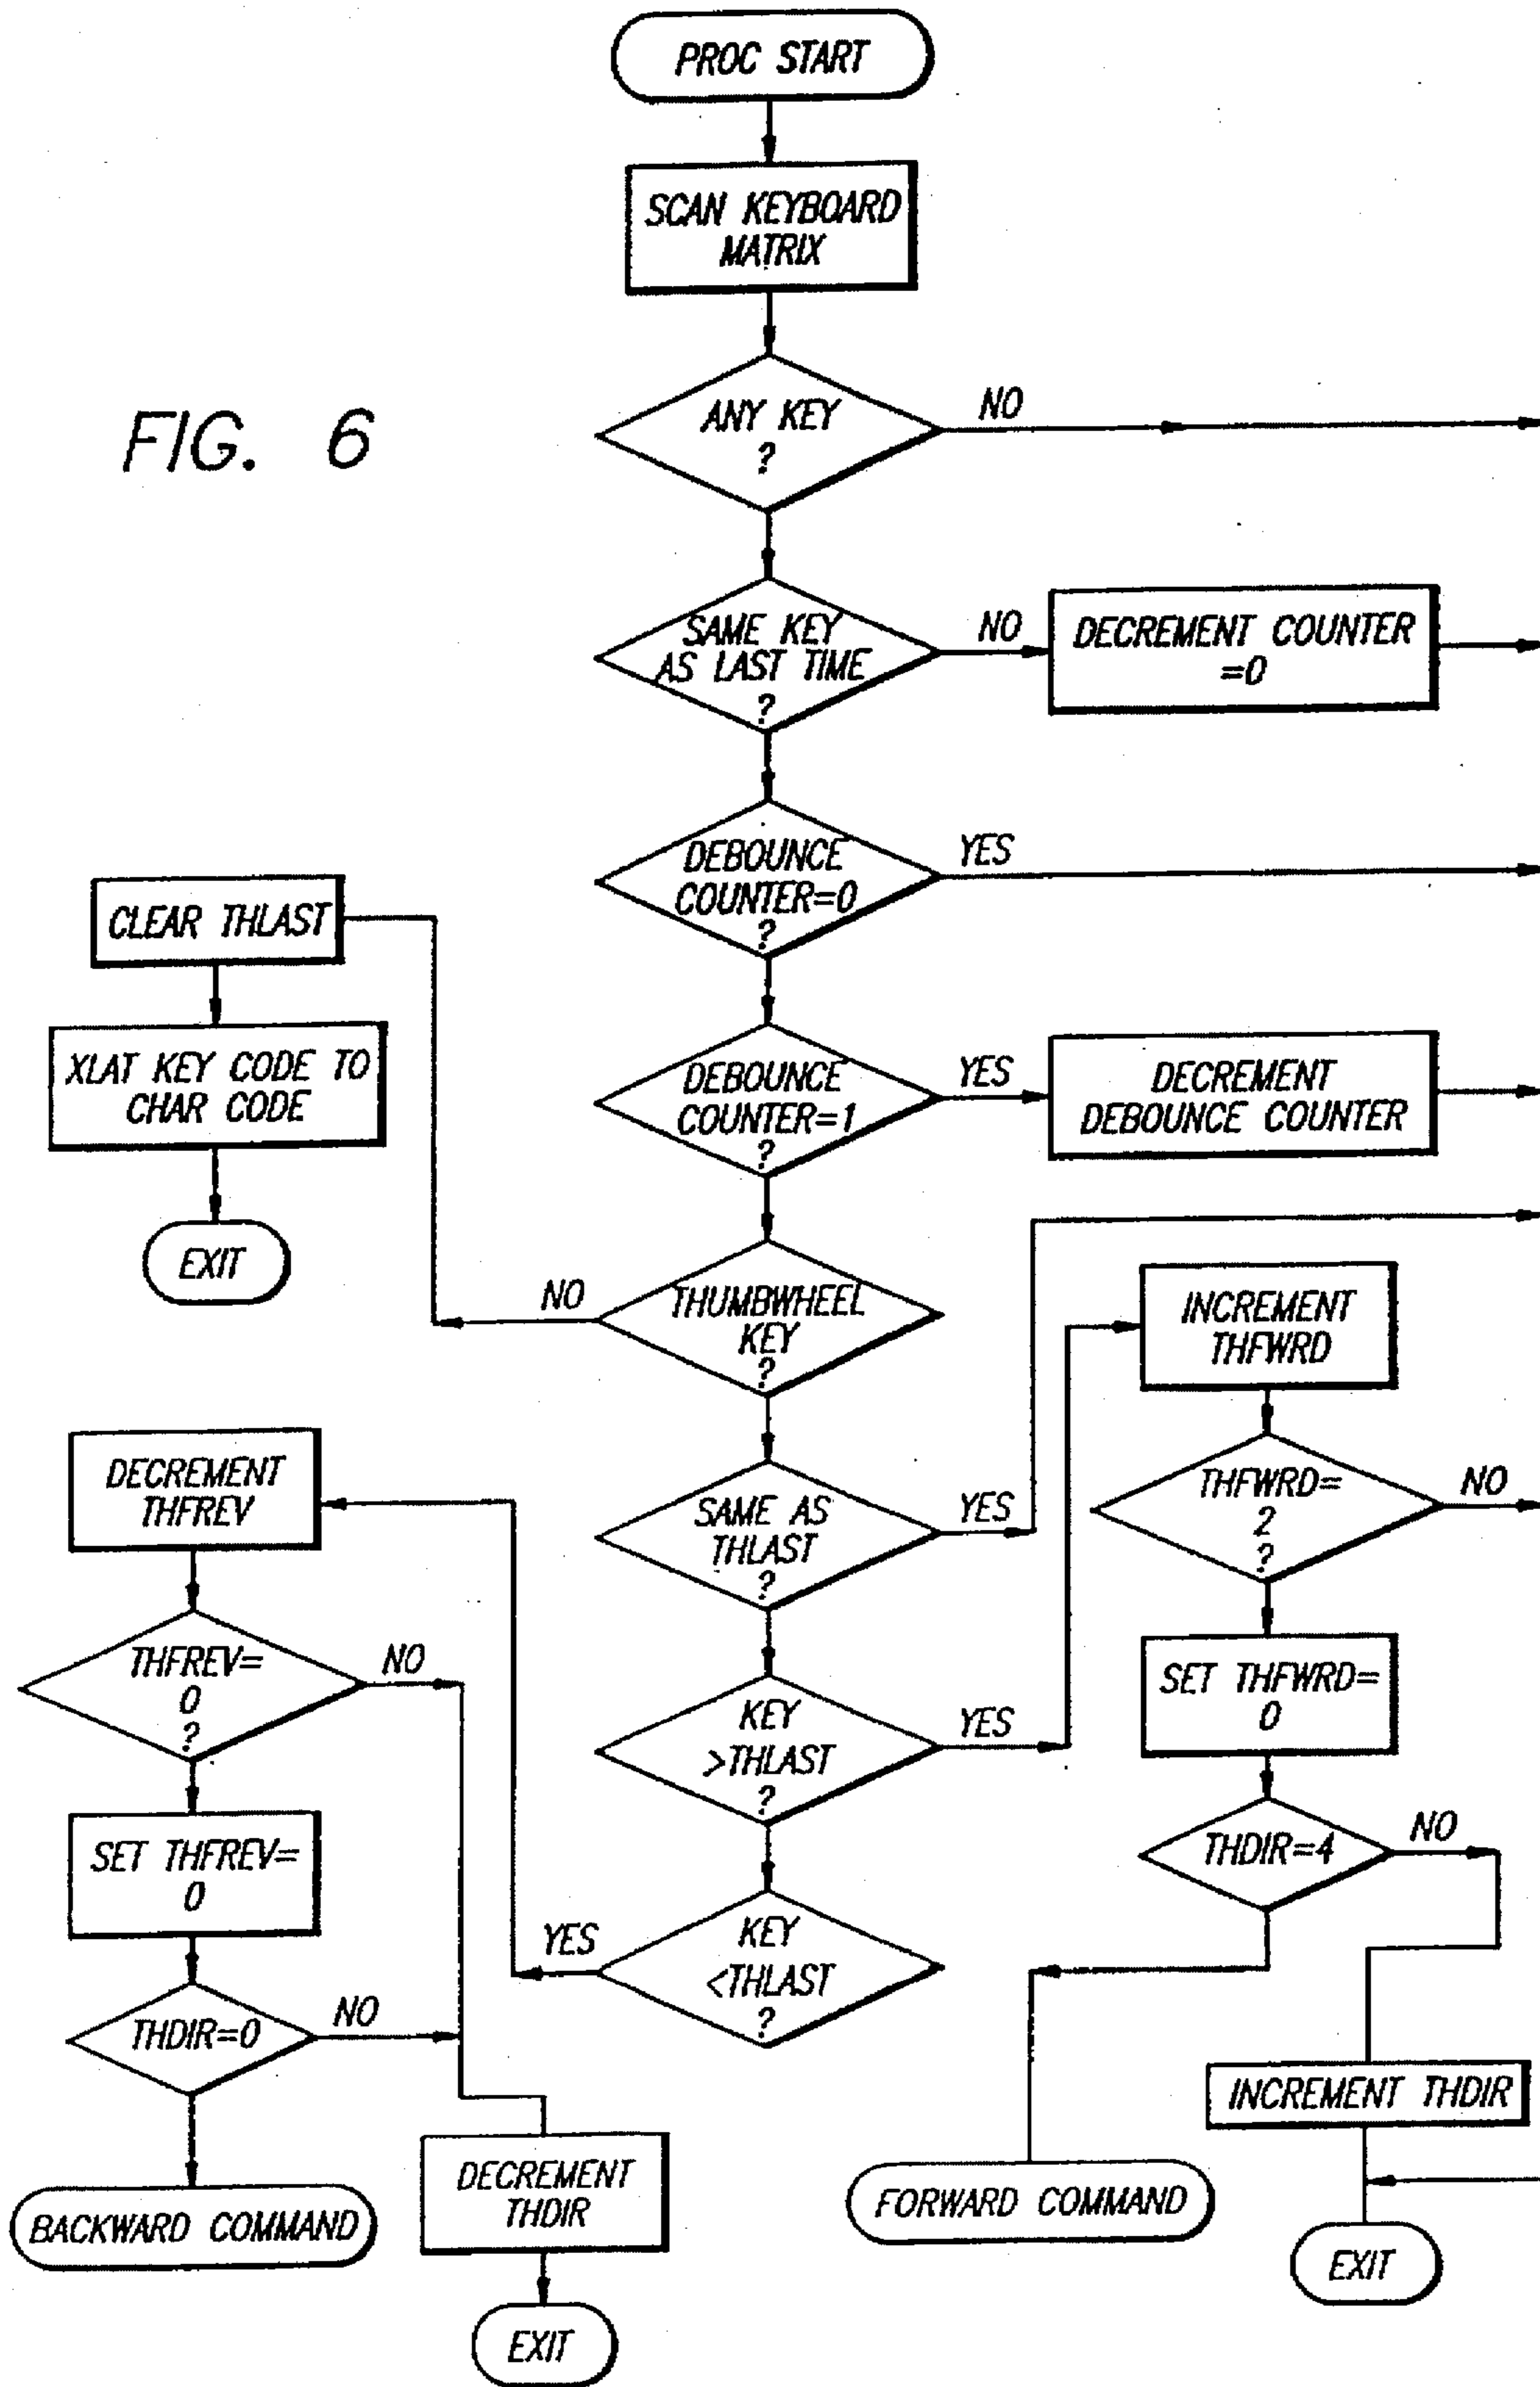 PROC START
SCAN KEYBOARD
MATRIX
FIG. 6
ANY KEY
?
NO
SAME KEY
AS LAST TIME
?
NO
DECREMENT COUNTER
=0
DEBOUNCE
COUNTER=0
?
YES
CLEAR THLAST
XLAT KEY CODE TO
CHAR CODE
EXIT
DEBOUNCE
COUNTER=1
?
YES
DECREMENT
DEBOUNCE COUNTER
THUMBWHEEL
KEY
?
NO
INCREMENT
THFWRD
THFWRD=
2
?
NO
SET THFWRD=
0
THDIR=4
NO
INCREMENT THDIR
EXIT
FORWARD COMMAND
SAME AS
THLAST
?
YES
KEY
>THLAST
?
YES
KEY
<THLAST
?
YES
DECREMENT
THFREV
THFREV=
0
?
NO
SET THFREV=
0
THDIR=0
NO
BACKWARD COMMAND
DECREMENT
THDIR
EXIT